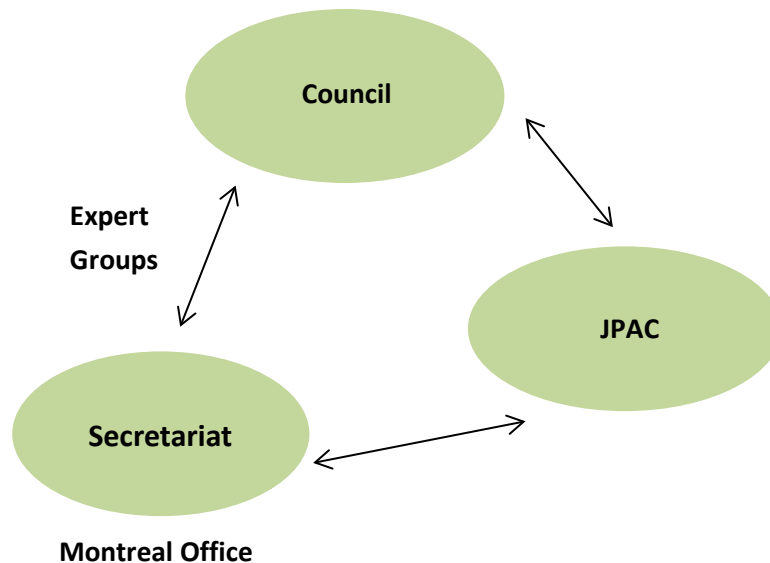 Council
Expert
Groups
JPAC
Secretariat
Montreal Office